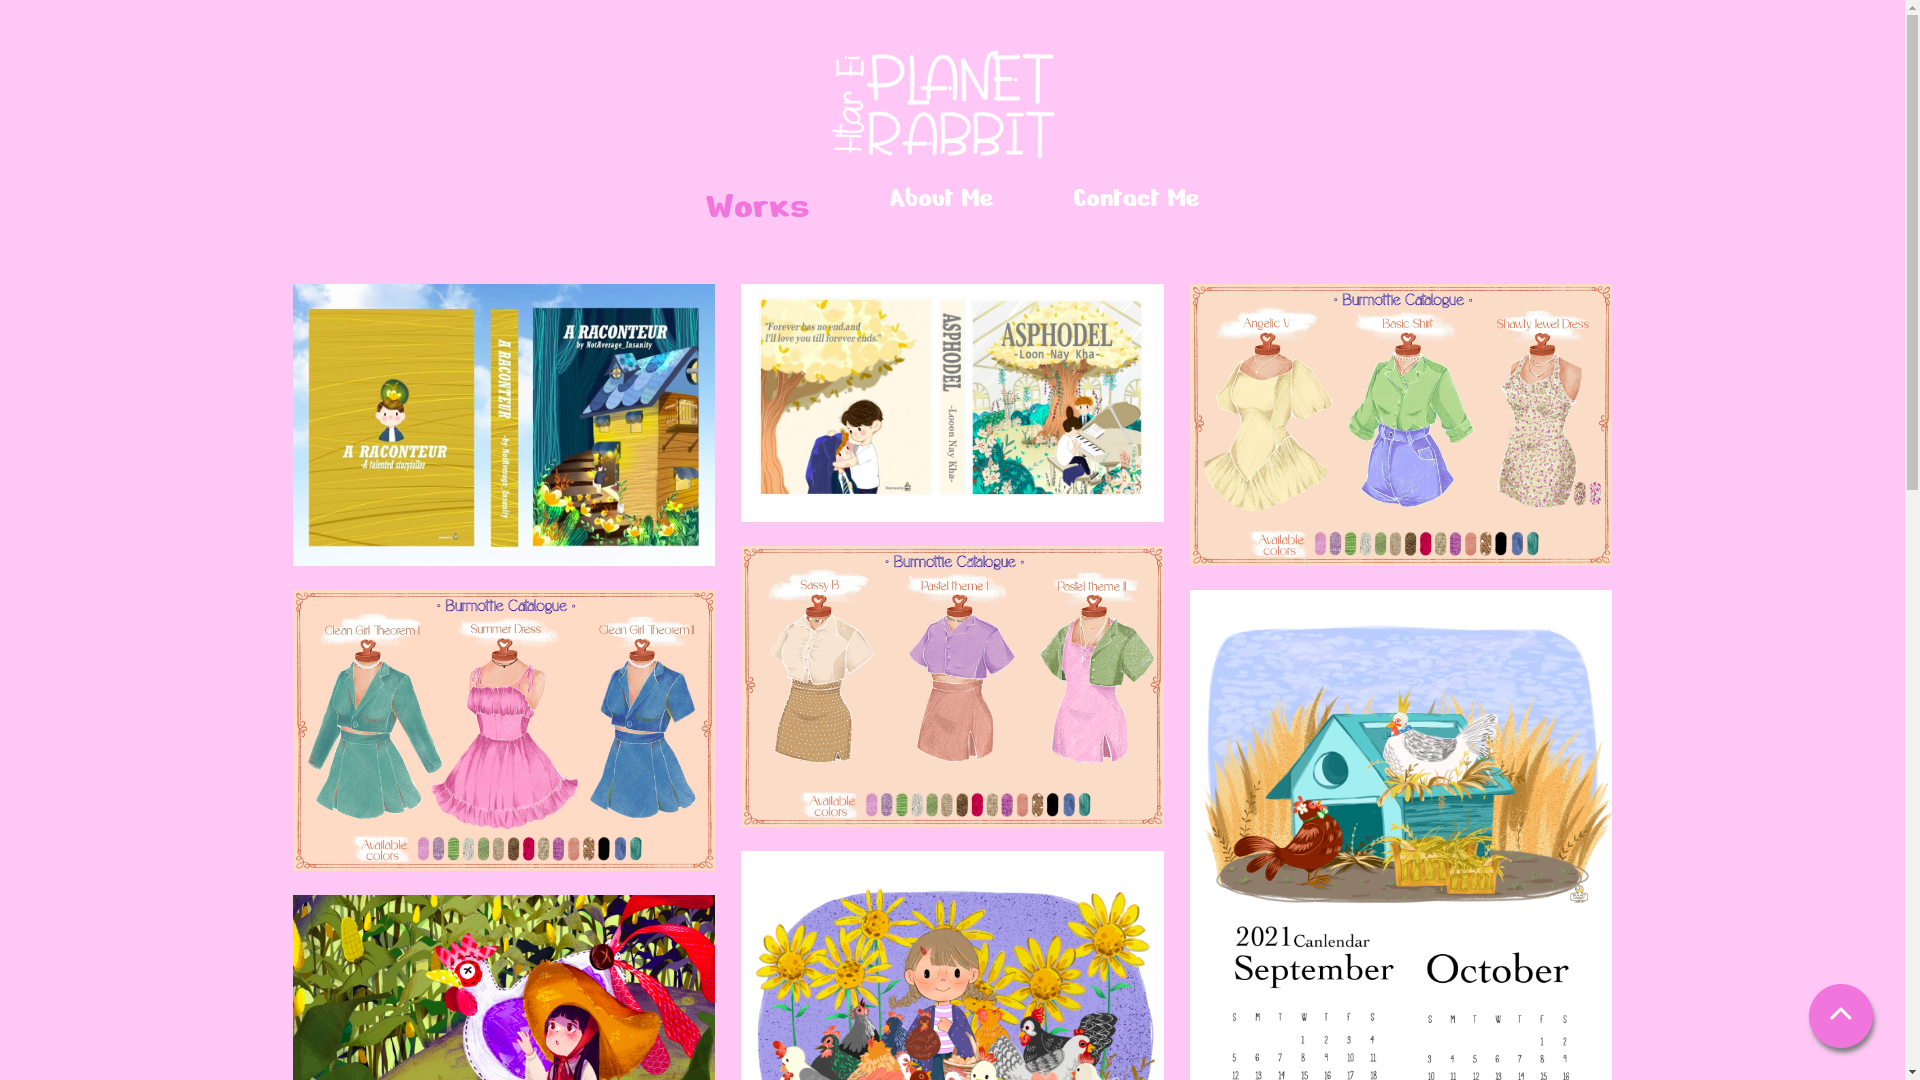 Htar Ei
PLANET
RABBIT
Works
About Me
Contact Me
A RACONTEUR
-A talented storyteller
A RACONTEUR -by NotAverage_Insanity
A RACONTEUR
by NotAverage_Insanity
"Forever has no end,and
I'll love you till forever ends."
ASPHODEL -Looon Nay Kha-
ASPHODEL
-Loon Nay Kha-
• Burmottie Catalogue •
Angelic V
Basic Shirt
Shawly Jewel Dress
Available
colors
• Burmottie Catalogue •
Clean Girl Theorem I
Summer Dress
Clean Girl Theorem II
Available
colors
• Burmottie Catalogue •
Sassy B
Pastel theme I
Pastel theme II
Available
colors
2021 Canlendar
September
October
S M T W T F S
1 2 3 4
5 6 7 8 9 10 11
12 13 14 15 16 17 18
S M T W T F S
1 2
3 4 5 6 7 8 9
10 11 12 13 14 15 16